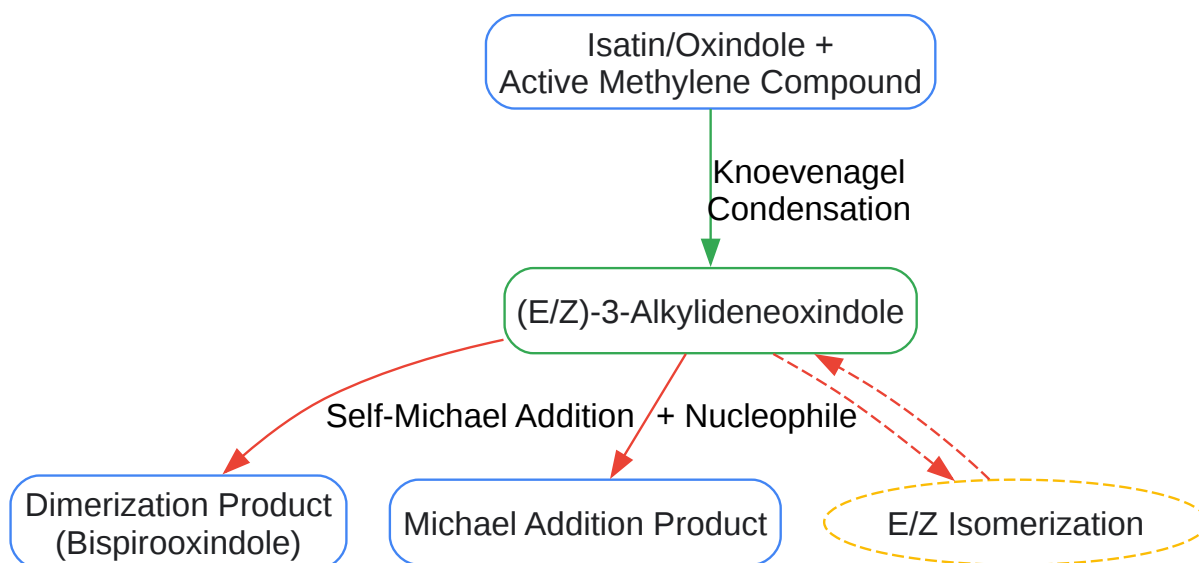 Isatin/Oxindole +
Active Methylene Compound
Knoevenagel
Condensation
(E/Z)-3-Alkylideneoxindole
Self-Michael Addition
+ Nucleophile
Dimerization Product
(Bispirooxindole)
Michael Addition Product
E/Z Isomerization